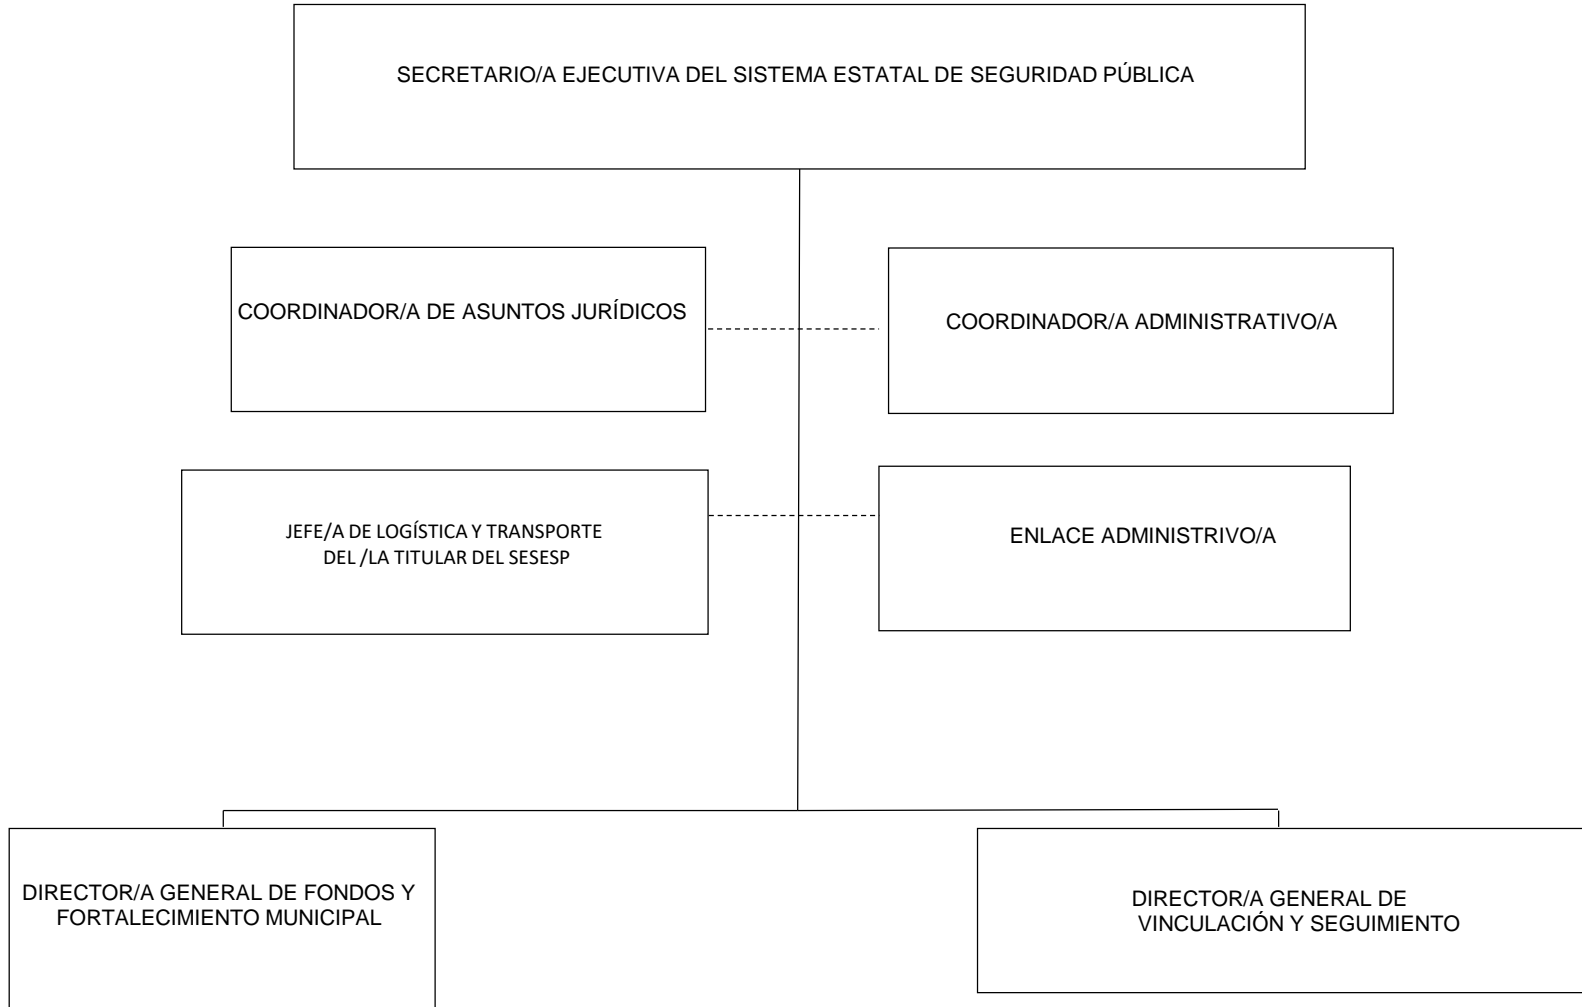 SECRETARIO/A EJECUTIVA DEL SISTEMA ESTATAL DE SEGURIDAD PÚBLICA
COORDINADOR/A DE ASUNTOS JURÍDICOS
COORDINADOR/A ADMINISTRATIVO/A
JEFE/A DE LOGÍSTICA Y TRANSPORTE
DEL /LA TITULAR DEL SESESP
ENLACE ADMINISTRIVO/A
DIRECTOR/A GENERAL DE FONDOS Y
FORTALECIMIENTO MUNICIPAL
DIRECTOR/A GENERAL DE
VINCULACIÓN Y SEGUIMIENTO